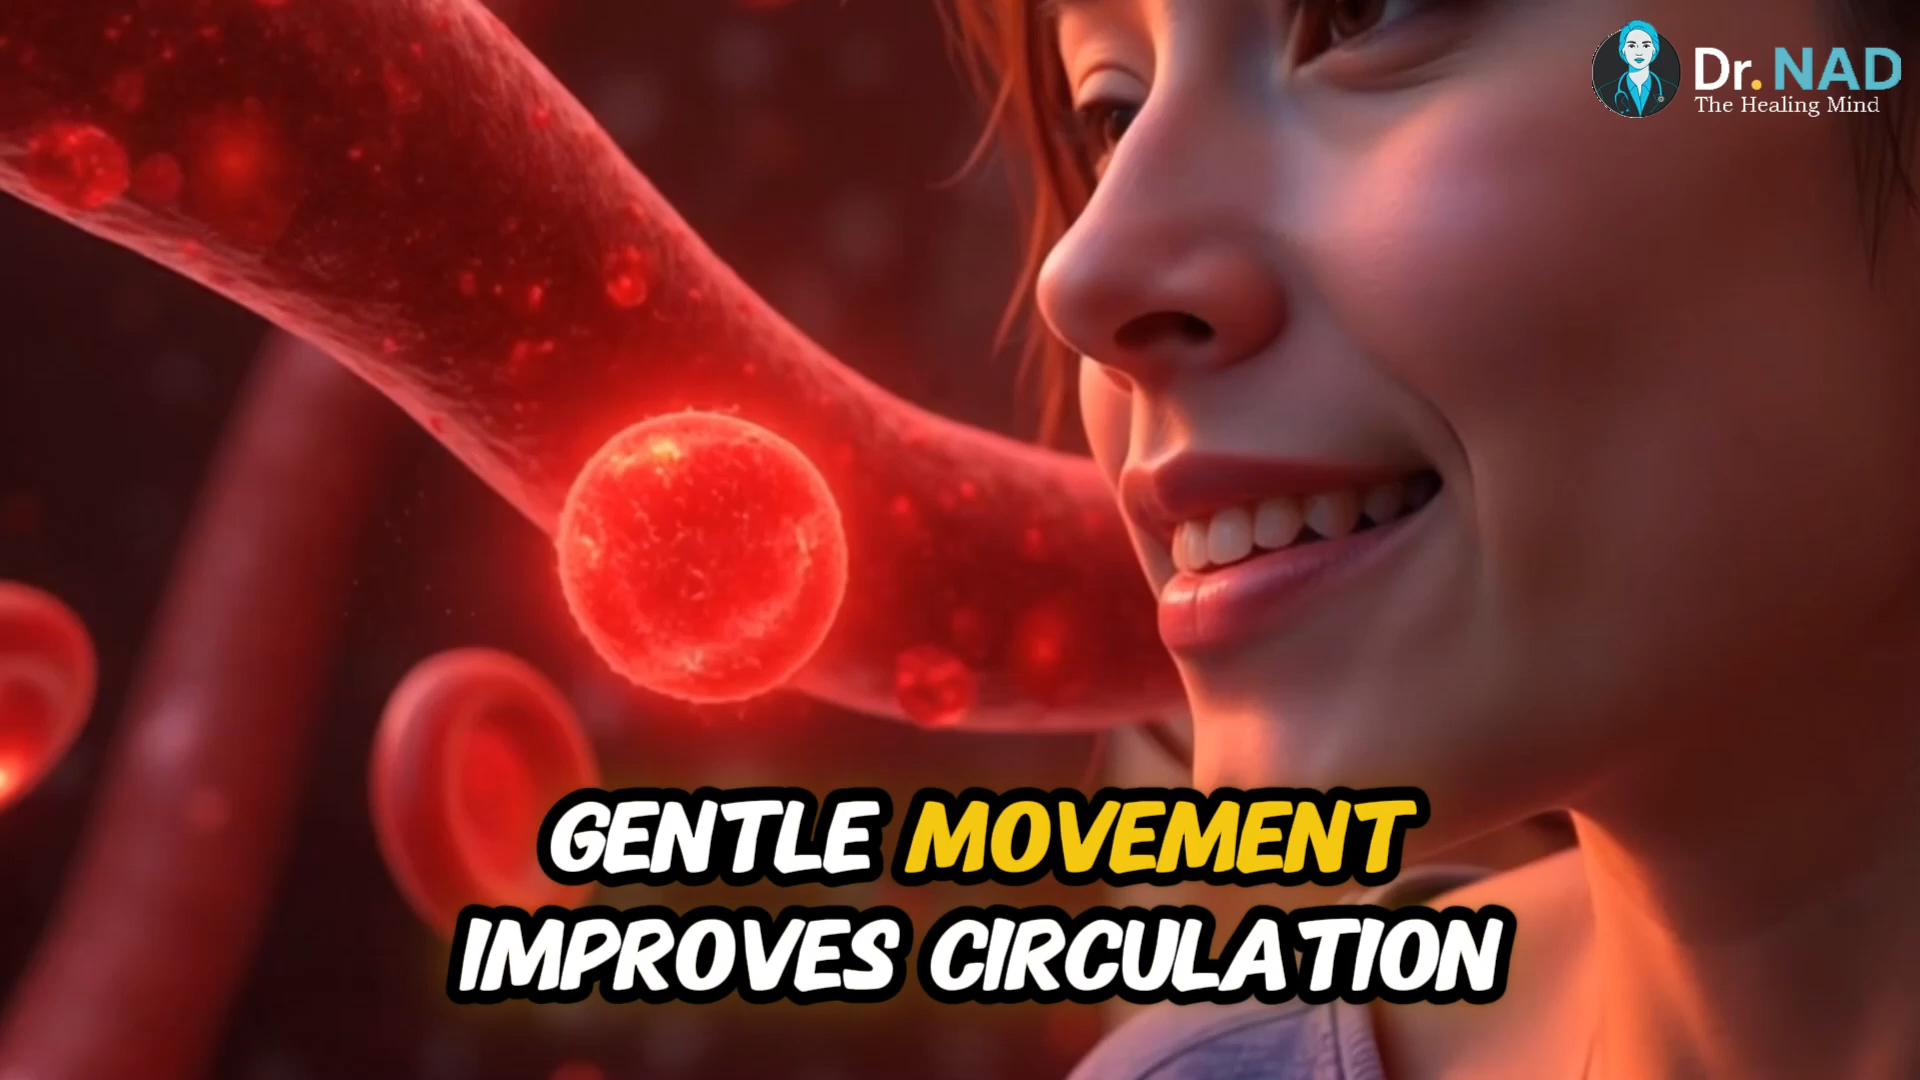 Dr. NAD
The Healing Mind
GENTLE MOVEMENT
IMPROVES CIRCULATION